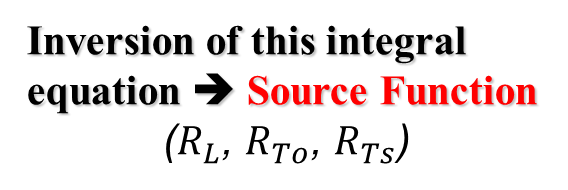 Inversion of this integral
equation ➔ Source Function
(R_L, R_To, R_Ts)